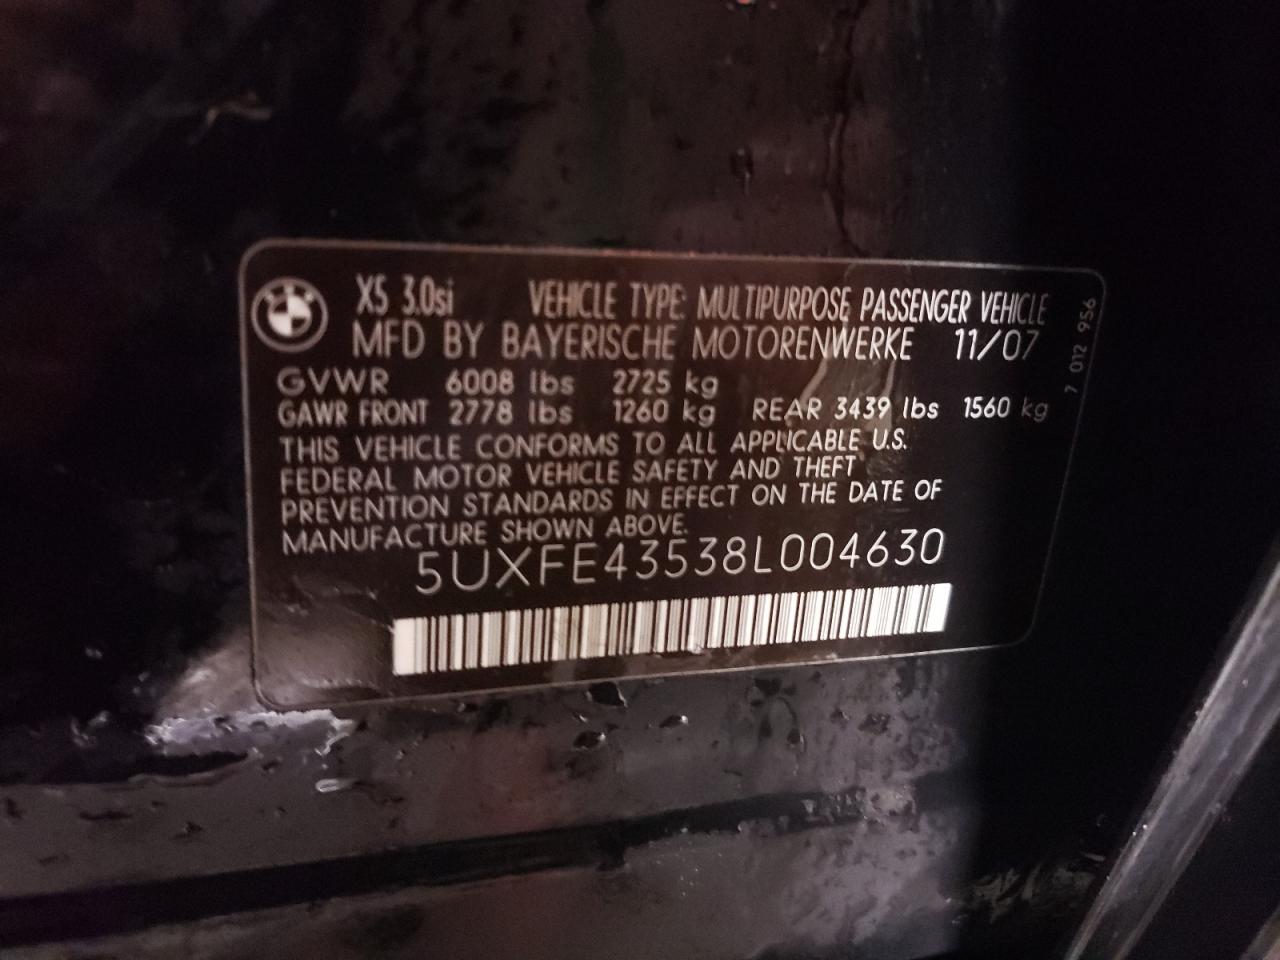 X5 3.0si VEHICLE TYPE: MULTIPURPOSE PASSENGER VEHICLE
MFD BY BAYERISCHE MOTORENWERKE 11/07
GVWR 6008 lbs 2725 kg
GAWR FRONT 2778 lbs 1260 kg REAR 3439 lbs 1560 kg
THIS VEHICLE CONFORMS TO ALL APPLICABLE U.S.
FEDERAL MOTOR VEHICLE SAFETY AND THEFT
PREVENTION STANDARDS IN EFFECT ON THE DATE OF
MANUFACTURE SHOWN ABOVE.
5UXFE43538L004630
7 012 956